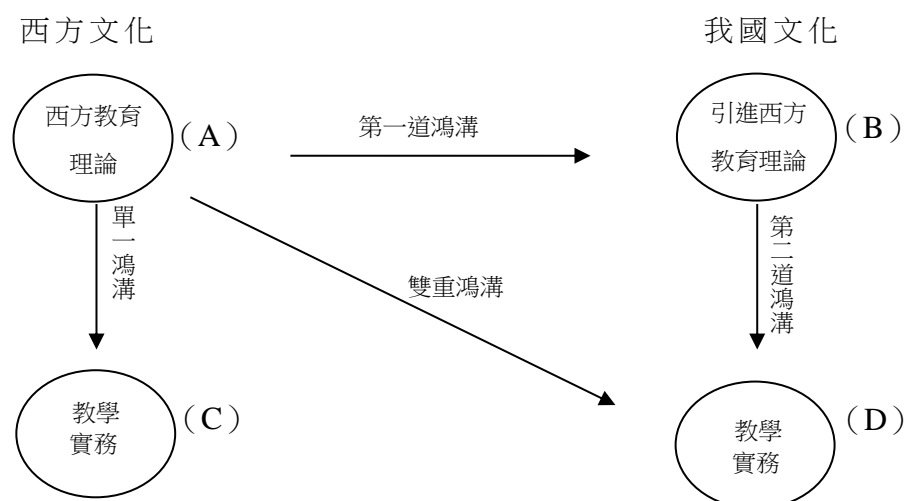 西方文化
我國文化
西方教育
理論
（A）
第一道鴻溝
引進西方
教育理論
（B）
單一鴻溝
雙重鴻溝
第二道鴻溝
教學
實務
（C）
教學
實務
（D）